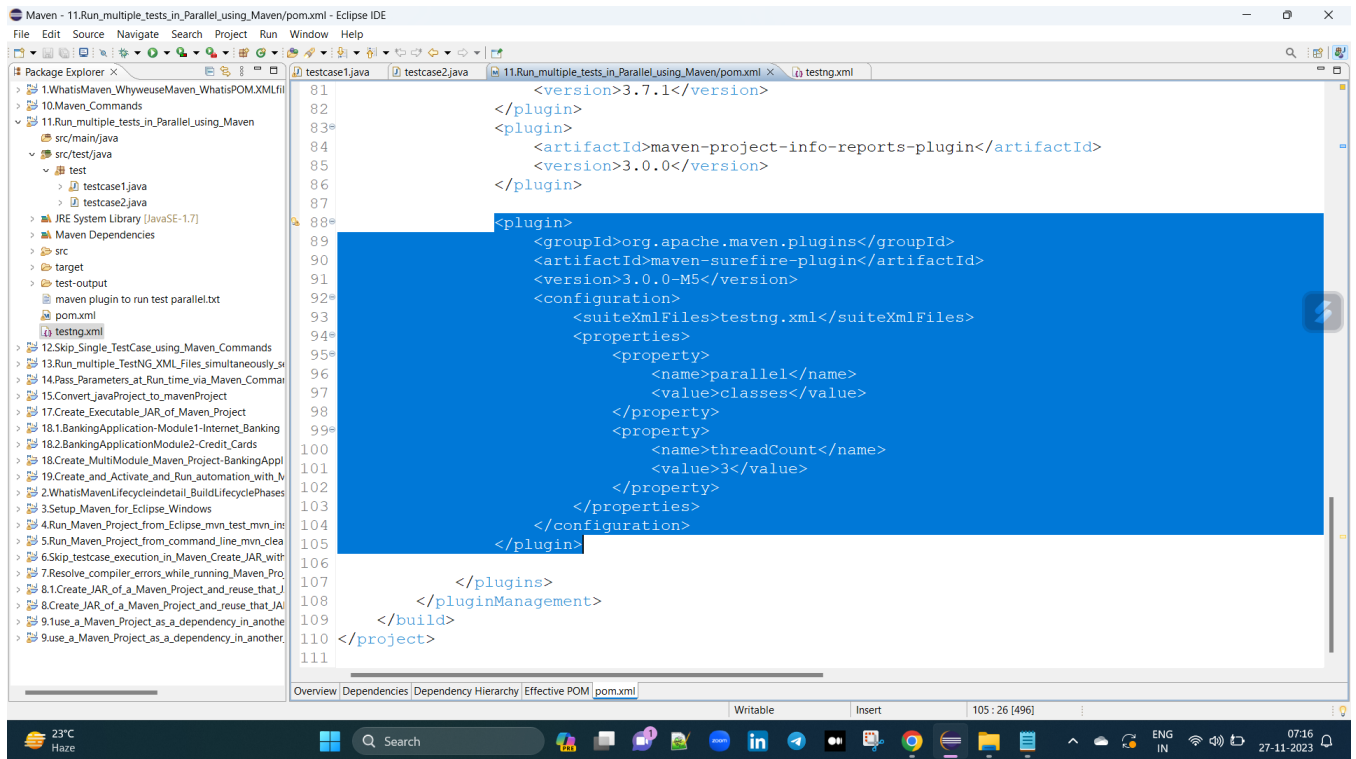 Maven - 11.Run_multiple_tests_in_Parallel_using_Maven/pom.xml - Eclipse IDE
File Edit Source Navigate Search Project Run Window Help
Package Explorer
testcase1.java testcase2.java 11.Run_multiple_tests_in_Parallel_using_Maven/pom.xml testng.xml
1.WhatisMaven_WhyweuseMaven_WhatisPOM.XMLfil
10.Maven_Commands
11.Run_multiple_tests_in_Parallel_using_Maven
src/main/java
src/test/java
test
testcase1.java
testcase2.java
JRE System Library [JavaSE-1.7]
Maven Dependencies
src
target
test-output
maven plugin to run test parallel.txt
pom.xml
testng.xml
12.Skip_Single_TestCase_using_Maven_Commands
13.Run_multiple_TestNG_XML_Files_simultaneously_se
14.Pass_Parameters_at_Run_time_via_Maven_Commar
15.Convert_javaProject_to_mavenProject
17.Create_Executable_JAR_of_Maven_Project
18.1.BankingApplication-Module1-Internet_Banking
18.2.BankingApplicationModule2-Credit_Cards
18.Create_MultiModule_Maven_Project-BankingAppl
19.Create_and_Activate_and_Run_automation_with_M
2.WhatisMavenLifecycleindetail_BuildLifecyclePhases
3.Setup_Maven_for_Eclipse_Windows
4.Run_Maven_Project_from_Eclipse_mvn_test_mvn_ins
5.Run_Maven_Project_from_command_line_mvn_clea
6.Skip_testcase_execution_in_Maven_Create_JAR_with
7.Resolve_compiler_errors_while_running_Maven_Pro
8.1.Create_JAR_of_a_Maven_Project_and_reuse_that_J
8.Create_JAR_of_a_Maven_Project_and_reuse_that_JA
9.1use_a_Maven_Project_as_a_dependency_in_anothe
9.use_a_Maven_Project_as_a_dependency_in_another_
81 <version>3.7.1</version>
82 </plugin>
83 <plugin>
84 <artifactId>maven-project-info-reports-plugin</artifactId>
85 <version>3.0.0</version>
86 </plugin>
87
88 <plugin>
89 <groupId>org.apache.maven.plugins</groupId>
90 <artifactId>maven-surefire-plugin</artifactId>
91 <version>3.0.0-M5</version>
92 <configuration>
93 <suiteXmlFiles>testng.xml</suiteXmlFiles>
94 <properties>
95 <property>
96 <name>parallel</name>
97 <value>classes</value>
98 </property>
99 <property>
100 <name>threadCount</name>
101 <value>3</value>
102 </property>
103 </properties>
104 </configuration>
105 </plugin>
106
107 </plugins>
108 </pluginManagement>
109 </build>
110 </project>
111
Overview Dependencies Dependency Hierarchy Effective POM pom.xml
Writable Insert 105 : 26 [496]
23°C
Haze
Search
PRE
1
zoom
in
ENG
IN
07:16
27-11-2023